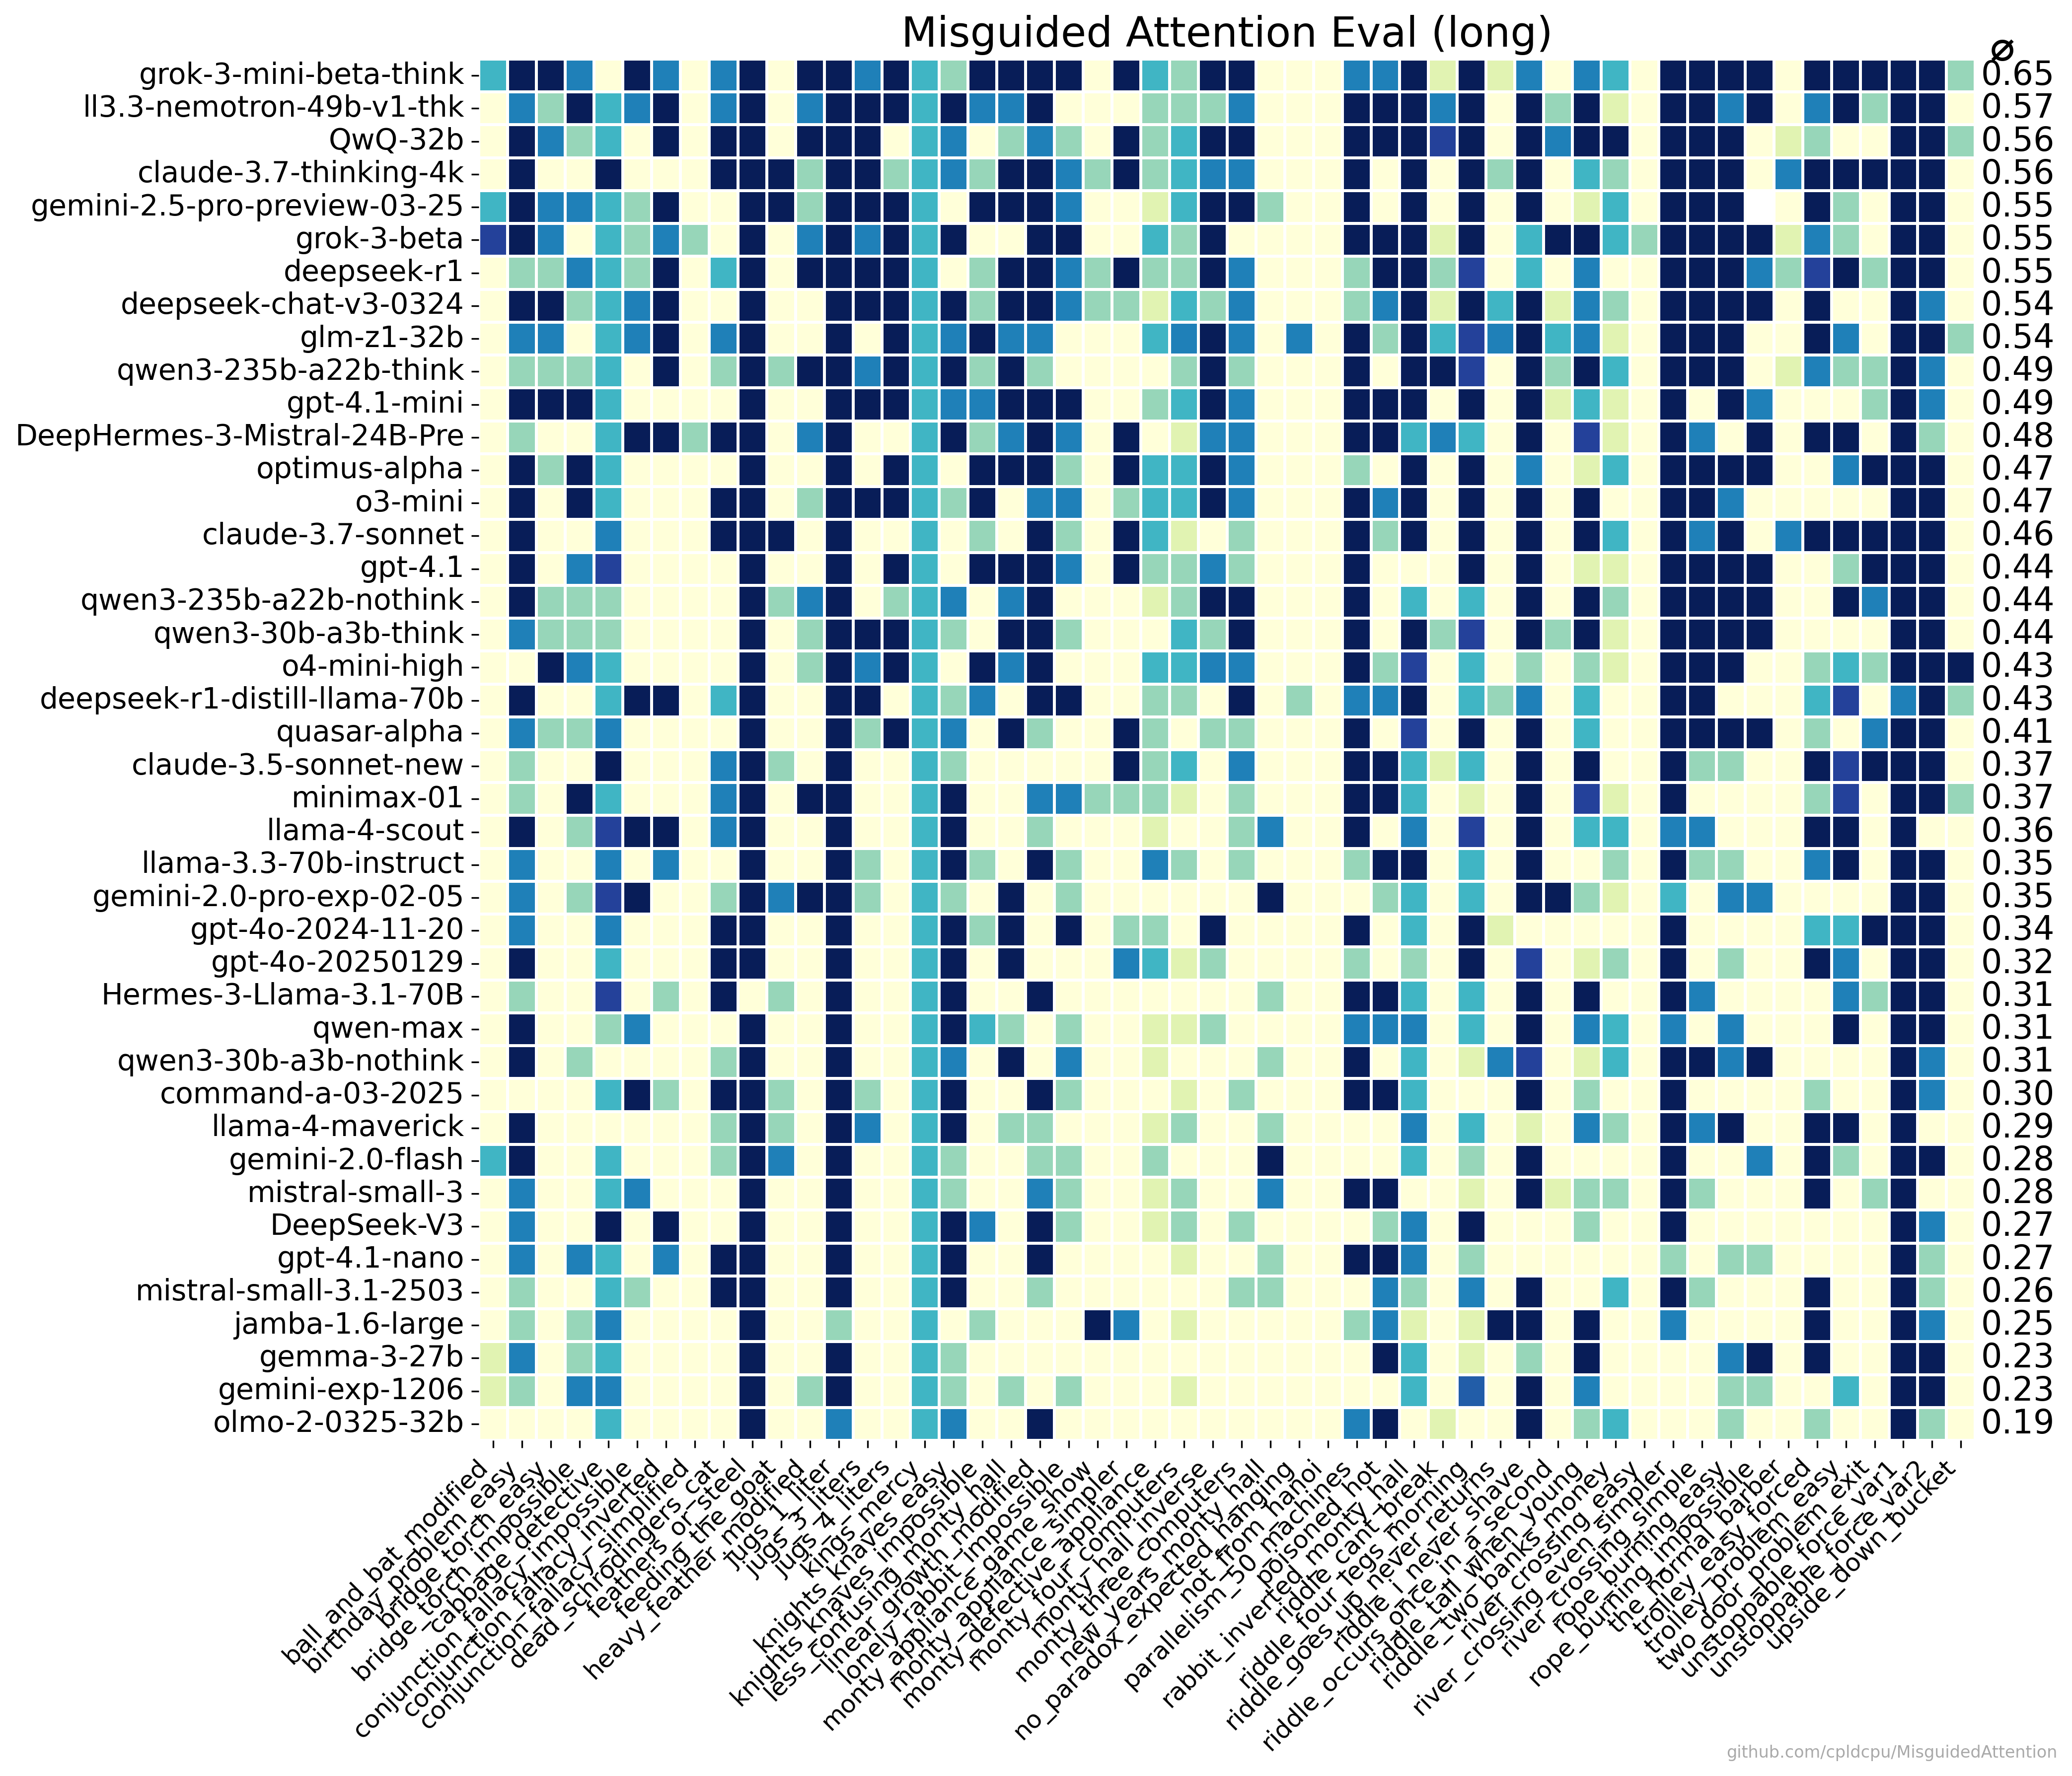 Misguided Attention Eval (long)
Ø
grok-3-mini-beta-think 0.65
ll3.3-nemotron-49b-v1-thk 0.57
QwQ-32b 0.56
claude-3.7-thinking-4k 0.56
gemini-2.5-pro-preview-03-25 0.55
grok-3-beta 0.55
deepseek-r1 0.55
deepseek-chat-v3-0324 0.54
glm-z1-32b 0.54
qwen3-235b-a22b-think 0.49
gpt-4.1-mini 0.49
DeepHermes-3-Mistral-24B-Pre 0.48
optimus-alpha 0.47
o3-mini 0.47
claude-3.7-sonnet 0.46
gpt-4.1 0.44
qwen3-235b-a22b-nothink 0.44
qwen3-30b-a3b-think 0.44
o4-mini-high 0.43
deepseek-r1-distill-llama-70b 0.43
quasar-alpha 0.41
claude-3.5-sonnet-new 0.37
minimax-01 0.37
llama-4-scout 0.36
llama-3.3-70b-instruct 0.35
gemini-2.0-pro-exp-02-05 0.35
gpt-4o-2024-11-20 0.34
gpt-4o-20250129 0.32
Hermes-3-Llama-3.1-70B 0.31
qwen-max 0.31
qwen3-30b-a3b-nothink 0.31
command-a-03-2025 0.30
llama-4-maverick 0.29
gemini-2.0-flash 0.28
mistral-small-3 0.28
DeepSeek-V3 0.27
gpt-4.1-nano 0.27
mistral-small-3.1-2503 0.26
jamba-1.6-large 0.25
gemma-3-27b 0.23
gemini-exp-1206 0.23
olmo-2-0325-32b 0.19
ball_and_bat_modified
birthday_problem_easy
bridge_torch_easy
bridge_torch_impossible
cabbage_detective
conjunction_fallacy_impossible
conjunction_fallacy_inverted
conjunction_fallacy_simplified
dead_schrodingers_cat
feathers_or_steel
feeding_the_goat
heavy_feather_modified
jugs_1_liter
jugs_3_liters
jugs_4_liters
kings_mercy
knights_knaves_easy
knights_knaves_impossible
less_confusing_monty_hall
linear_growth_modified
lonely_rabbit_impossible
monty_appliance_game_show
monty_appliance_simpler
monty_defective_appliance
monty_four_computers
monty_hall_inverse
monty_three_computers
new_years_monty_hall
no_paradox_expected_hanging
not_from_hanoi
parallelism_50_machines
poisoned_hot
rabbit_inverted_monty_hall
riddle_cant_break
riddle_four_legs_morning
riddle_goes_up_never_returns
riddle_i_never_shave
riddle_occurs_once_in_a_second
riddle_tall_when_young
riddle_two_banks_money
river_crossing_easy
river_crossing_even_simpler
river_crossing_simple
rope_burning_easy
rope_burning_impossible
the_normal_barber
trolley_easy_forced
trolley_problem_easy
two_door_problem_exit
unstoppable_force_var1
unstoppable_force_var2
upside_down_bucket
github.com/cpldcpu/MisguidedAttention